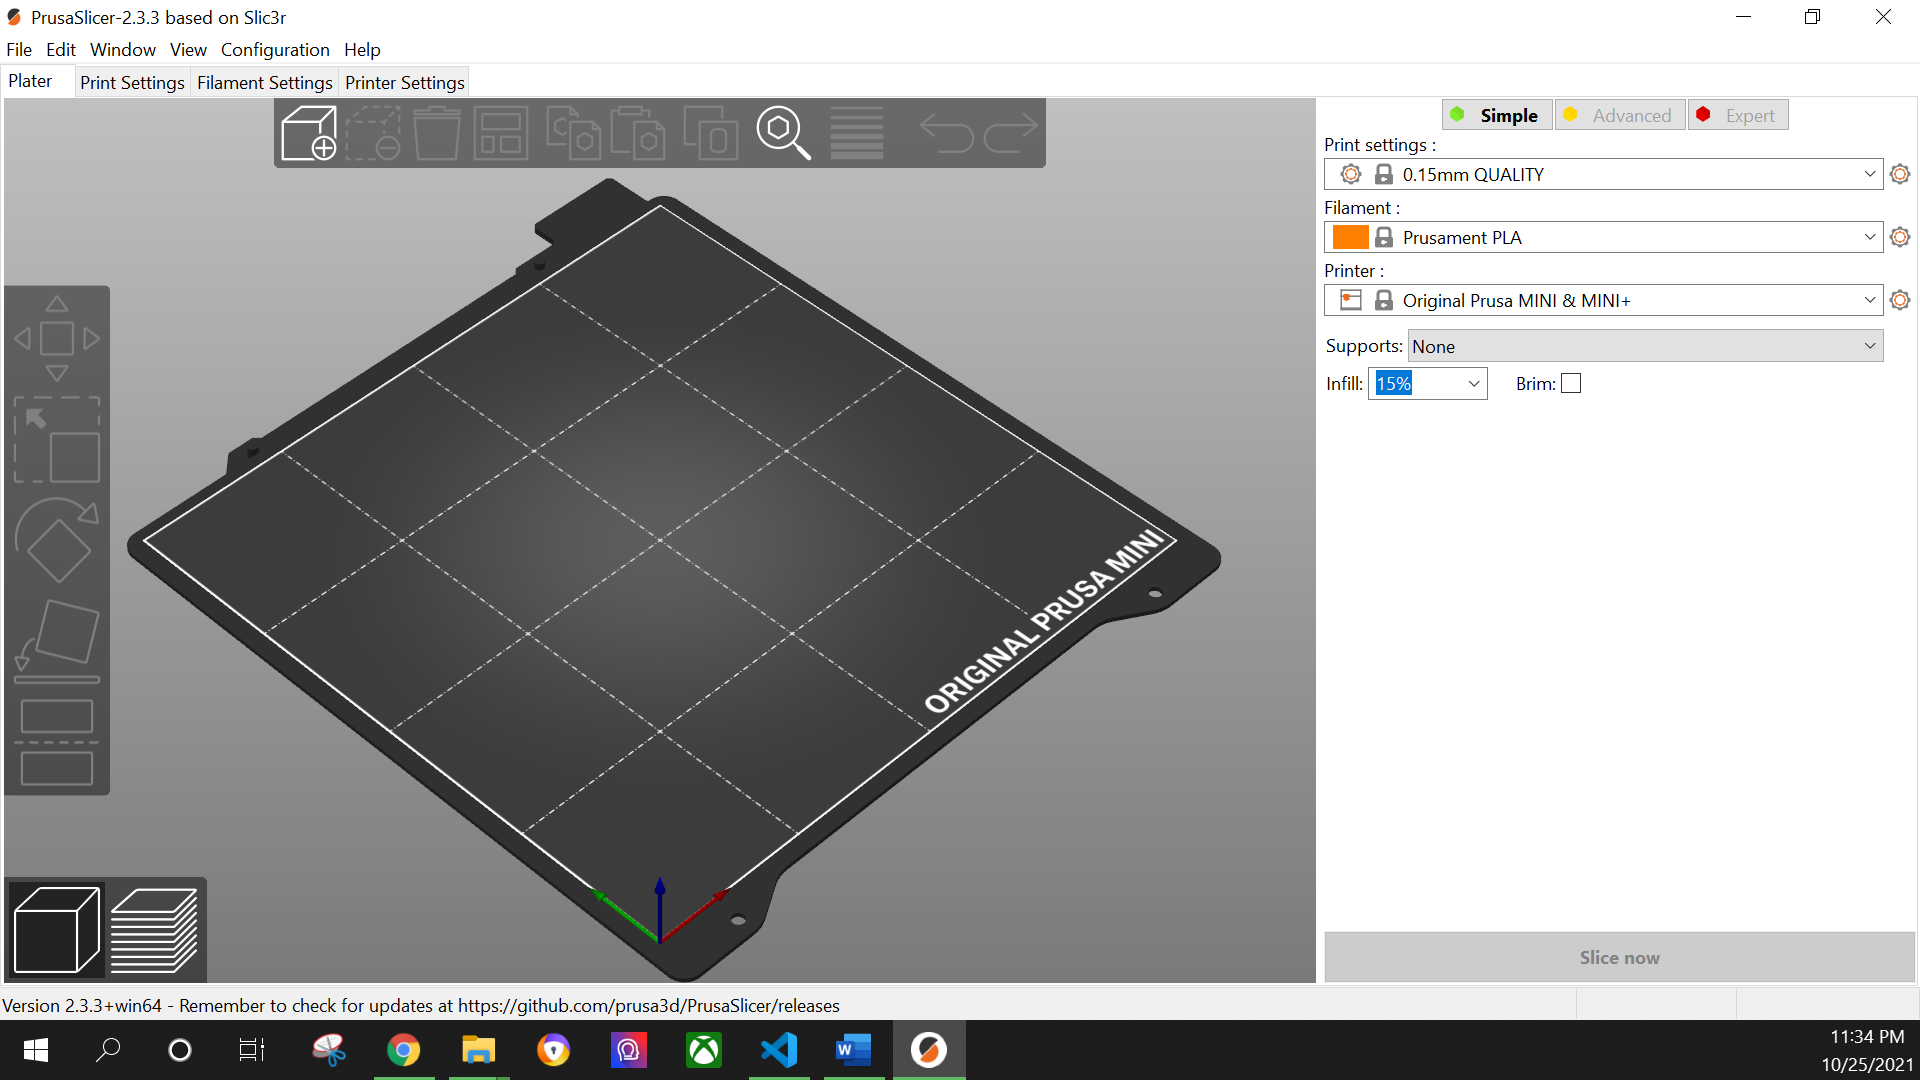 PrusaSlicer-2.3.3 based on Slic3r
File Edit Window View Configuration Help
Plater Print Settings Filament Settings Printer Settings
Simple Advanced Expert
Print settings :
0.15mm QUALITY
Filament :
Prusament PLA
Printer :
Original Prusa MINI & MINI+
Supports: None
Infill: 15% Brim:
ORIGINAL PRUSA MINI
Slice now
Version 2.3.3+win64 - Remember to check for updates at https://github.com/prusa3d/PrusaSlicer/releases
W
11:34 PM
10/25/2021